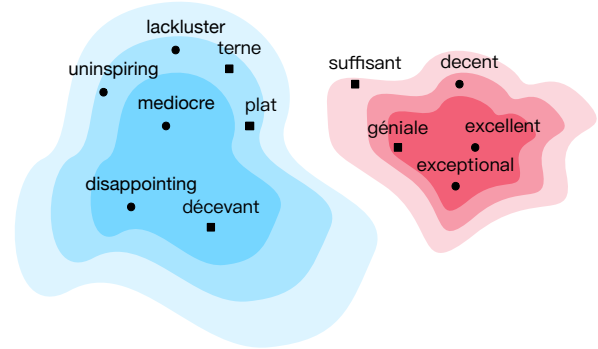 lackluster
terne
uninspiring
mediocre
plat
disappointing
décevant
suffisant
decent
géniale
excellent
exceptional